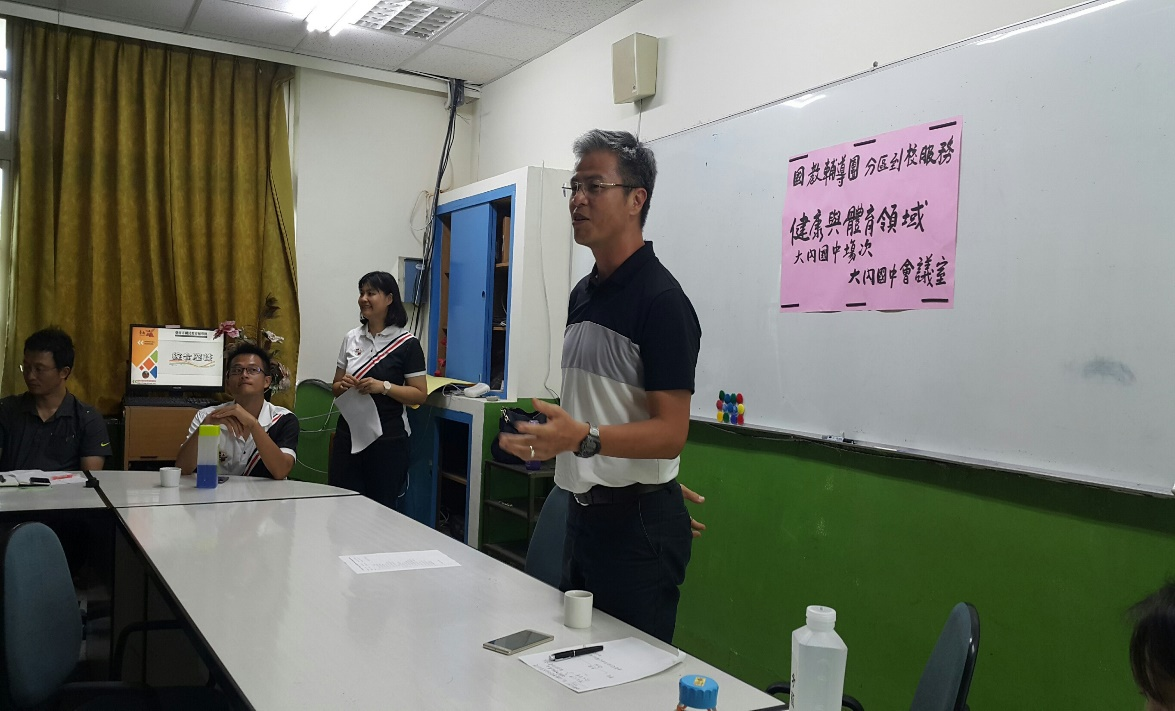 國教輔導團 分區到校服務
健康與體育領域
大內國中場次
大內國中會議室
綜合座談